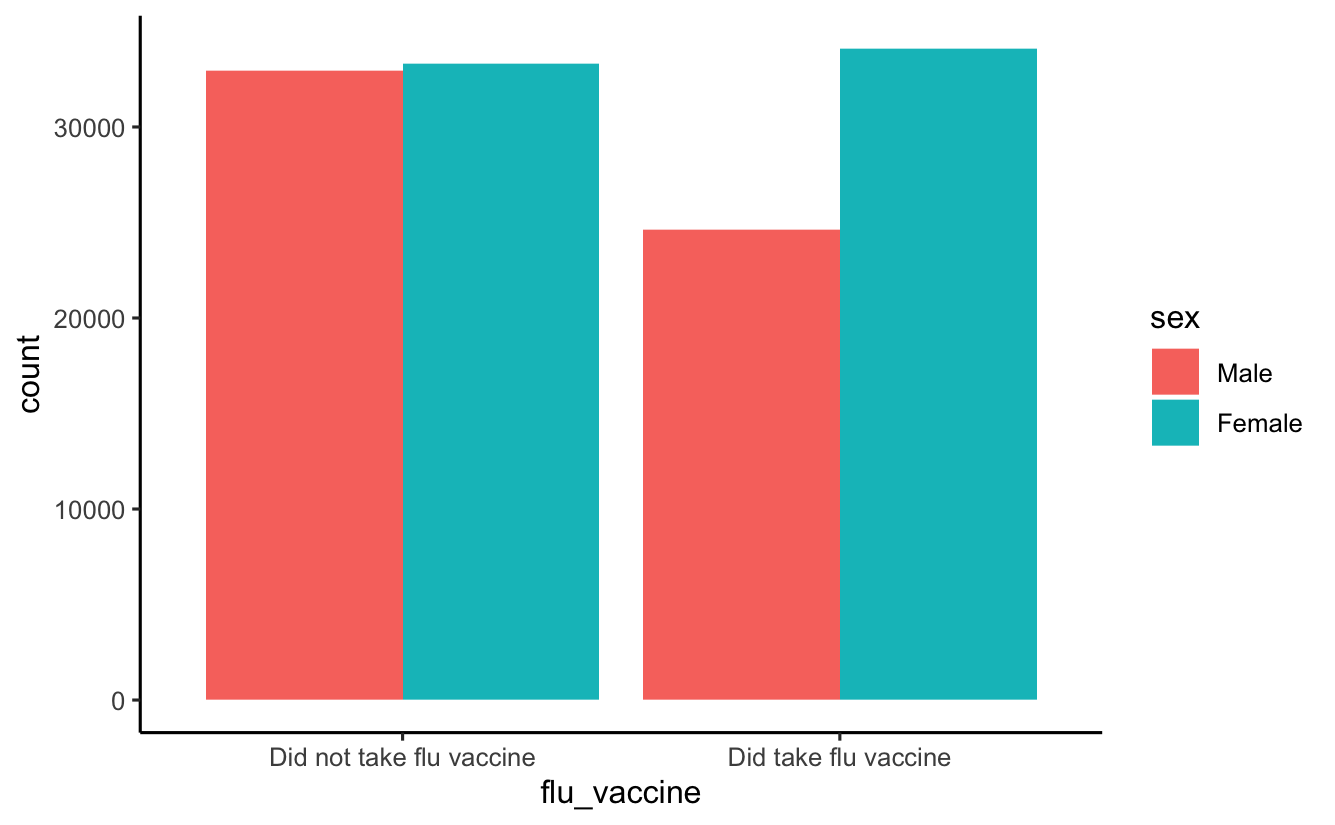 30000
20000
10000
0
count
Did not take flu vaccine
Did take flu vaccine
flu_vaccine
sex
Male
Female